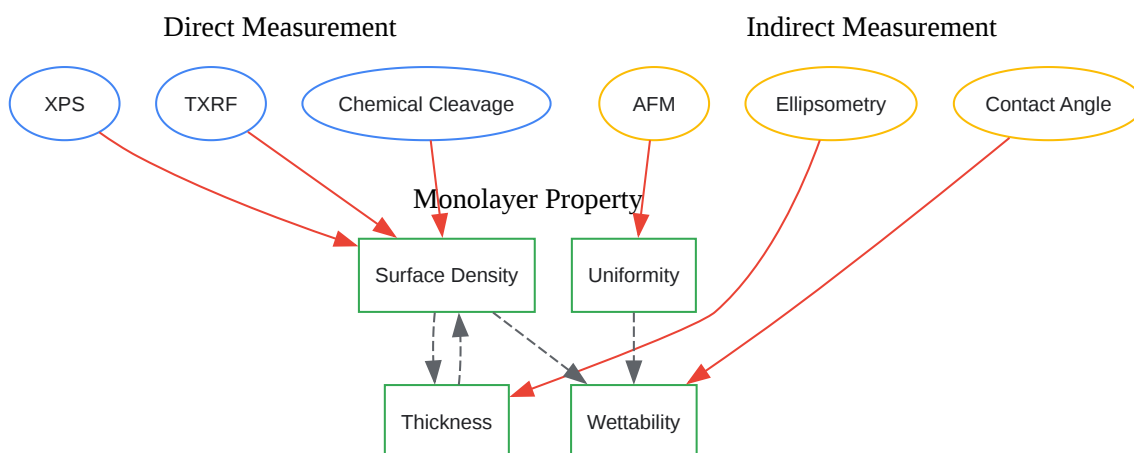 Direct Measurement
Indirect Measurement
XPS
TXRF
Chemical Cleavage
AFM
Ellipsometry
Contact Angle
Monolayer Property
Surface Density
Uniformity
Thickness
Wettability